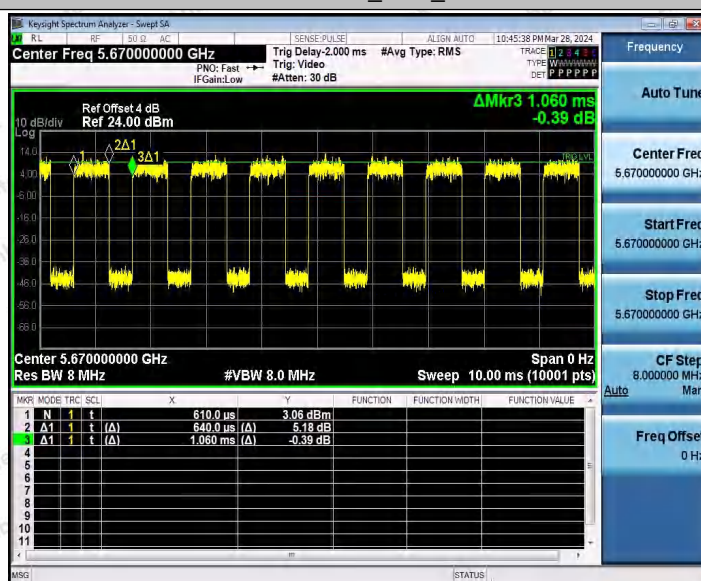 Keysight Spectrum Analyzer - Swept SA
RL RF 50 Ω AC SENSE:PULSE ALIGN AUTO 10:45:38 PM Mar 28, 2024
Center Freq 5.670000000 GHz
PNO: Fast
IFGain:Low
Trig Delay-2.000 ms
Trig: Video
#Atten: 30 dB
#Avg Type: RMS
TRACE 1 2 3 4 5 6
TYPE W
DET P P P P P P
ΔMkr3 1.060 ms
-0.39 dB
Ref Offset 4 dB
10 dB/div Ref 24.00 dBm
Log
14.0
4.00
-6.00
-16.0
-26.0
-36.0
-46.0
-56.0
-66.0
1
2Δ1
3Δ1
TRIG LVL
Center 5.670000000 GHz Span 0 Hz
Res BW 8 MHz #VBW 8.0 MHz Sweep 10.00 ms (10001 pts)
MKR MODE TRC SCL X Y FUNCTION FUNCTION WIDTH FUNCTION VALUE
1 N 1 t 610.0 µs 3.06 dBm
2 Δ1 1 t (Δ) 640.0 µs (Δ) 5.18 dB
3 Δ1 1 t (Δ) 1.060 ms (Δ) -0.39 dB
4
5
6
7
8
9
10
11
MSG STATUS
Frequency
Auto Tune
Center Freq
5.670000000 GHz
Start Freq
5.670000000 GHz
Stop Freq
5.670000000 GHz
CF Step
8.000000 MHz
Auto Man
Freq Offset
0 Hz